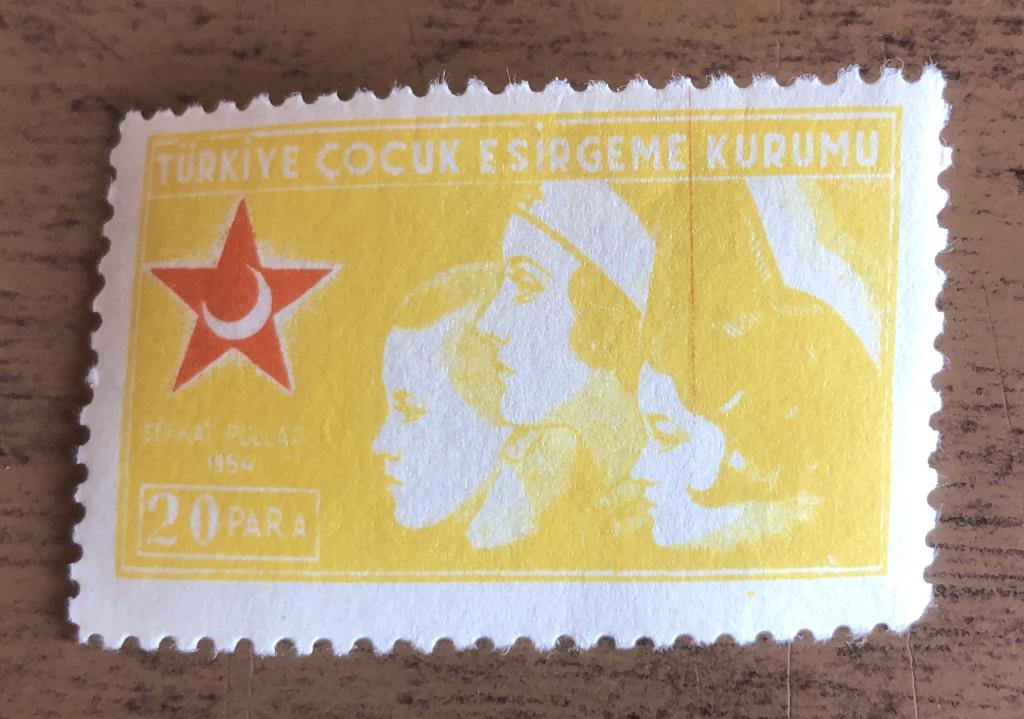 TÜRKİYE ÇOCUK ESİRGEME KURUMU
ŞEFKAT PULLARI
1954
20 PARA